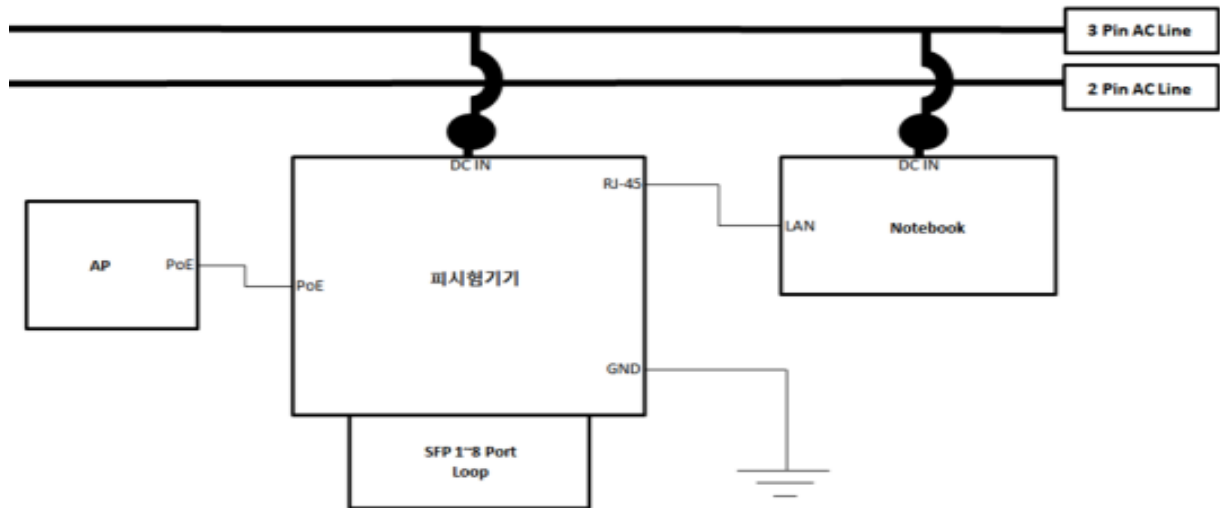 3 Pin AC Line
2 Pin AC Line
DC IN
DC IN
RJ-45
LAN
Notebook
AP
PoE
PoE
피시험기기
GND
SFP 1~8 Port
Loop